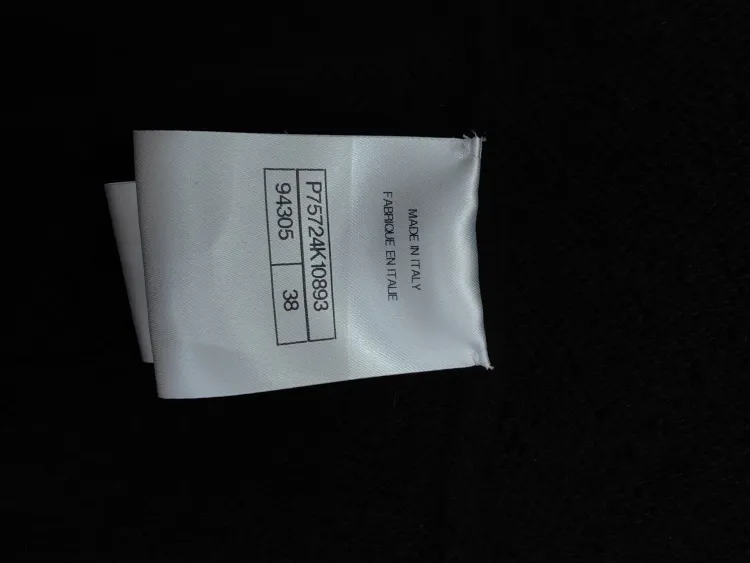 MADE IN ITALY
FABRIQUE EN ITALIE
P75724K10893
94305 38